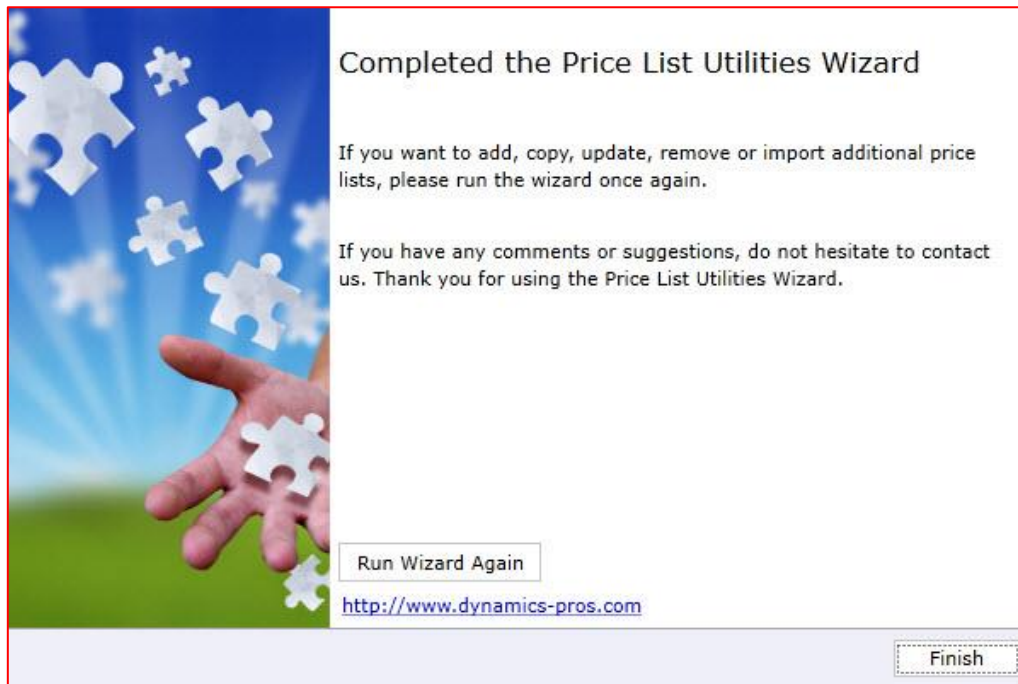 Completed the Price List Utilities Wizard
If you want to add, copy, update, remove or import additional price
lists, please run the wizard once again.
If you have any comments or suggestions, do not hesitate to contact
us. Thank you for using the Price List Utilities Wizard.
Run Wizard Again
http://www.dynamics-pros.com
Finish